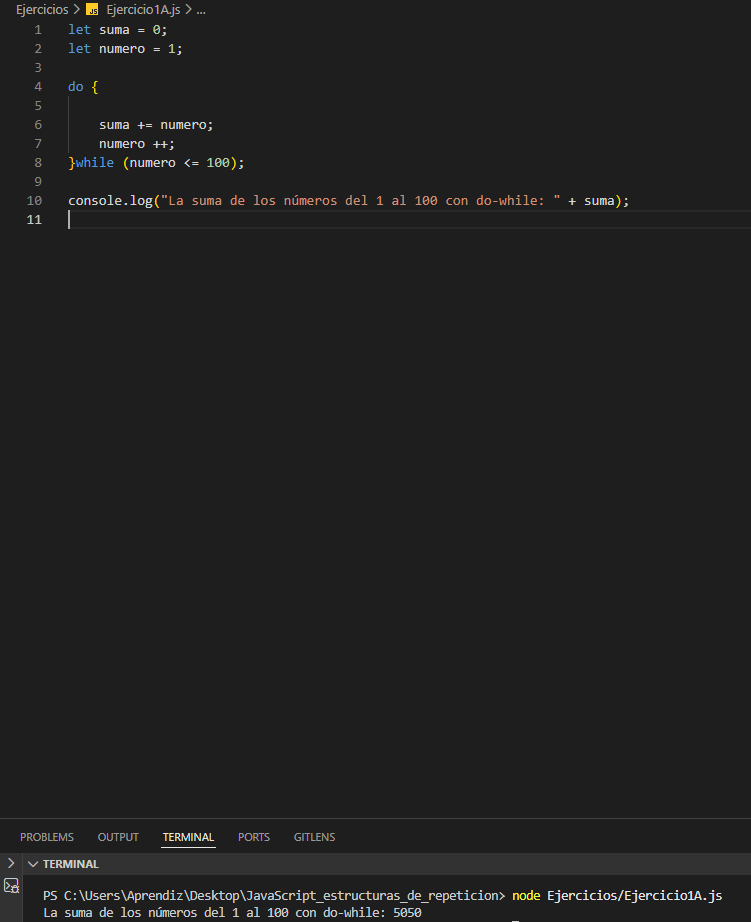 Ejercicios > JS Ejercicio1A.js > ...
1 let suma = 0;
2 let numero = 1;
3
4 do {
5
6     suma += numero;
7     numero ++;
8 }while (numero <= 100);
9
10 console.log("La suma de los números del 1 al 100 con do-while: " + suma);
11
PROBLEMS OUTPUT TERMINAL PORTS GITLENS
TERMINAL
PS C:\Users\Aprendiz\Desktop\JavaScript_estructuras_de_repeticion> node Ejercicios/Ejercicio1A.js
La suma de los números del 1 al 100 con do-while: 5050